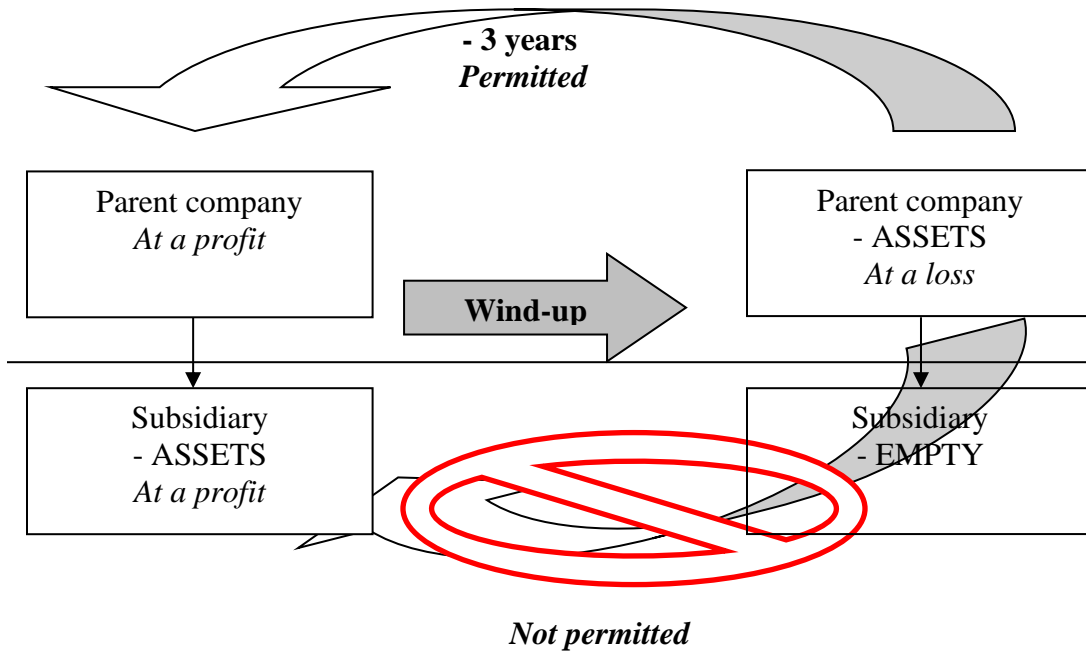 - 3 years
Permitted
Parent company
At a profit
Parent company
- ASSETS
At a loss
Wind-up
Subsidiary
- ASSETS
At a profit
Subsidiary
- EMPTY
Not permitted